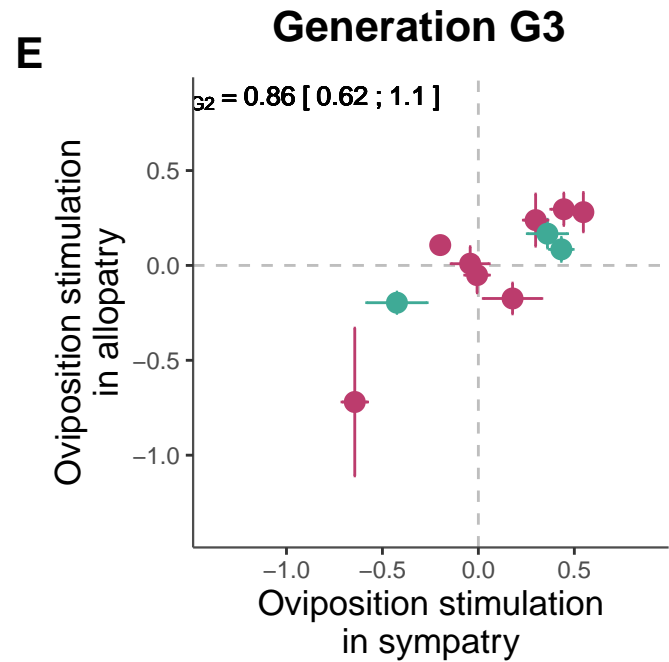 Generation G3
E
G2 = 0.86 [ 0.62 ; 1.1 ]
Oviposition stimulation
in allopatry
0.5
0.0
−0.5
−1.0
−1.0 −0.5 0.0 0.5
Oviposition stimulation
in sympatry